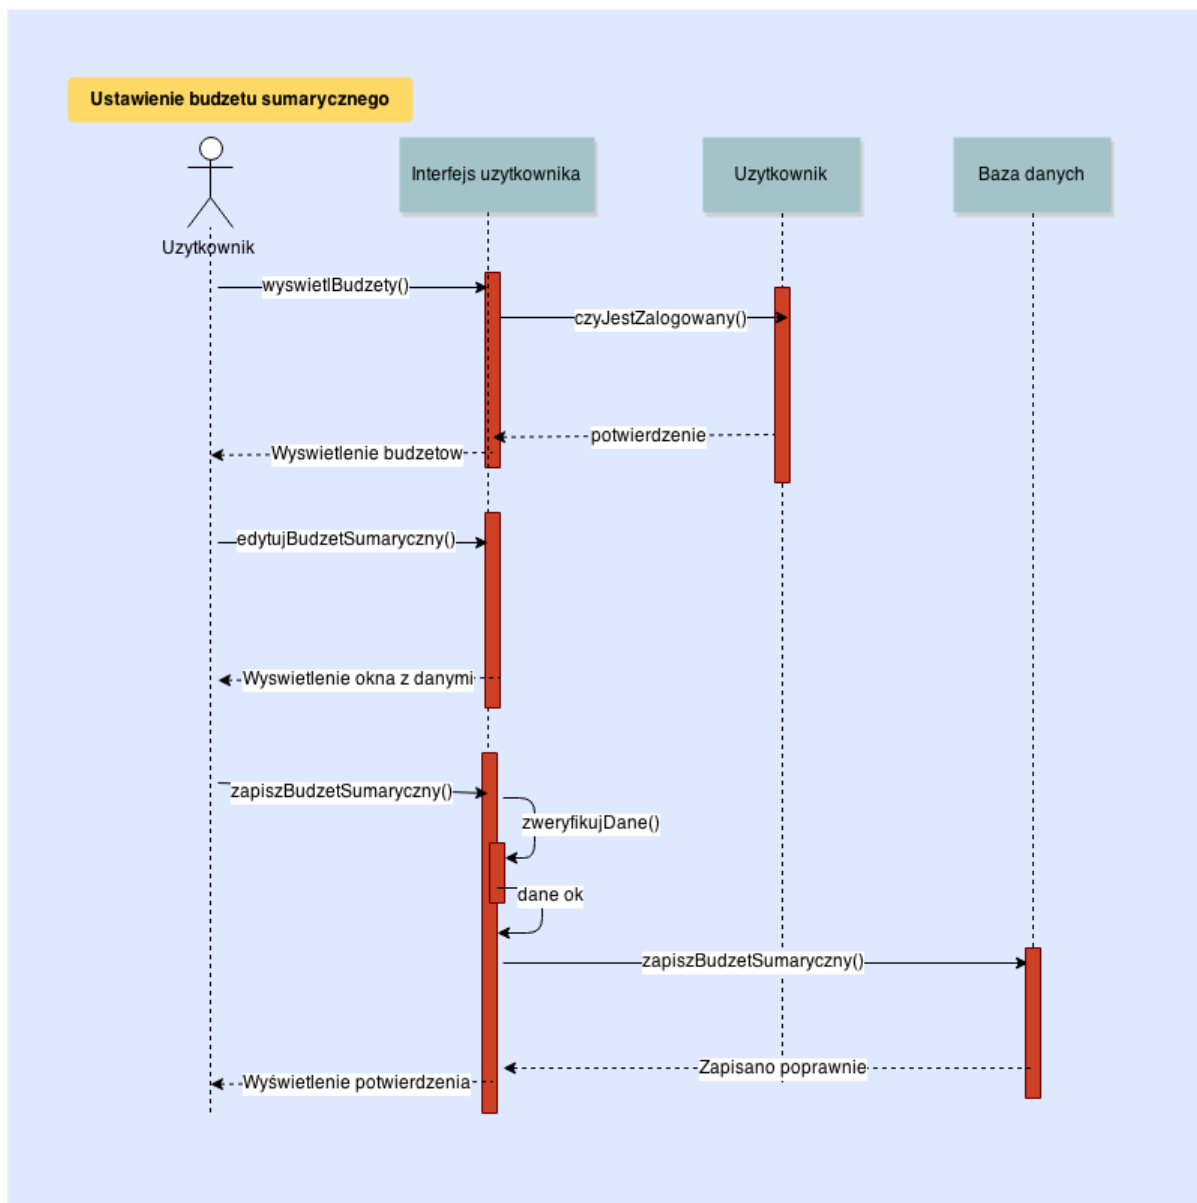 Ustawienie budzetu sumarycznego
Interfejs uzytkownika
Uzytkownik
Baza danych
Uzytkownik
wyswietlBudzety()
czyJestZalogowany()
potwierdzenie
Wyswietlenie budzetow
edytujBudzetSumaryczny()
Wyswietlenie okna z danymi
zapiszBudzetSumaryczny()
zweryfikujDane()
dane ok
zapiszBudzetSumaryczny()
Zapisano poprawnie
Wyświetlenie potwierdzenia